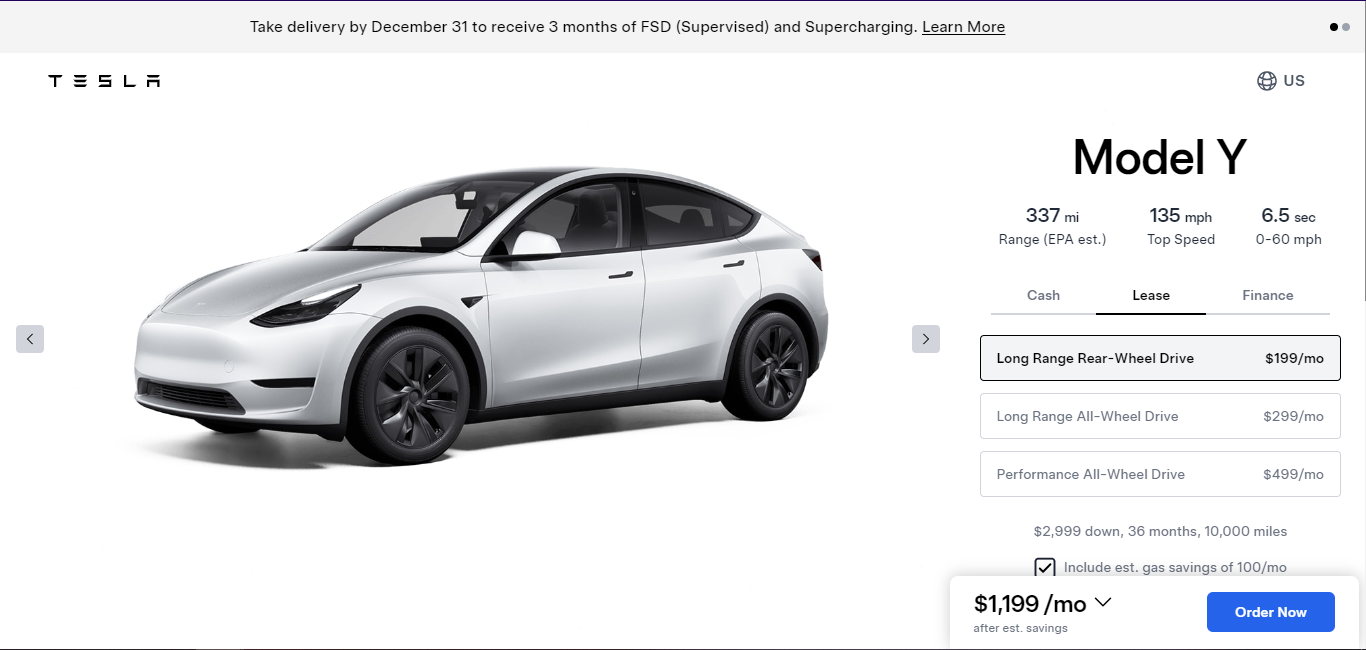 Take delivery by December 31 to receive 3 months of FSD (Supervised) and Supercharging. Learn More
TESLA
US
Model Y
337 mi
Range (EPA est.)
135 mph
Top Speed
6.5 sec
0-60 mph
Cash
Lease
Finance
Long Range Rear-Wheel Drive
$199/mo
Long Range All-Wheel Drive
$299/mo
Performance All-Wheel Drive
$499/mo
$2,999 down, 36 months, 10,000 miles
Include est. gas savings of 100/mo
$1,199 /mo
after est. savings
Order Now